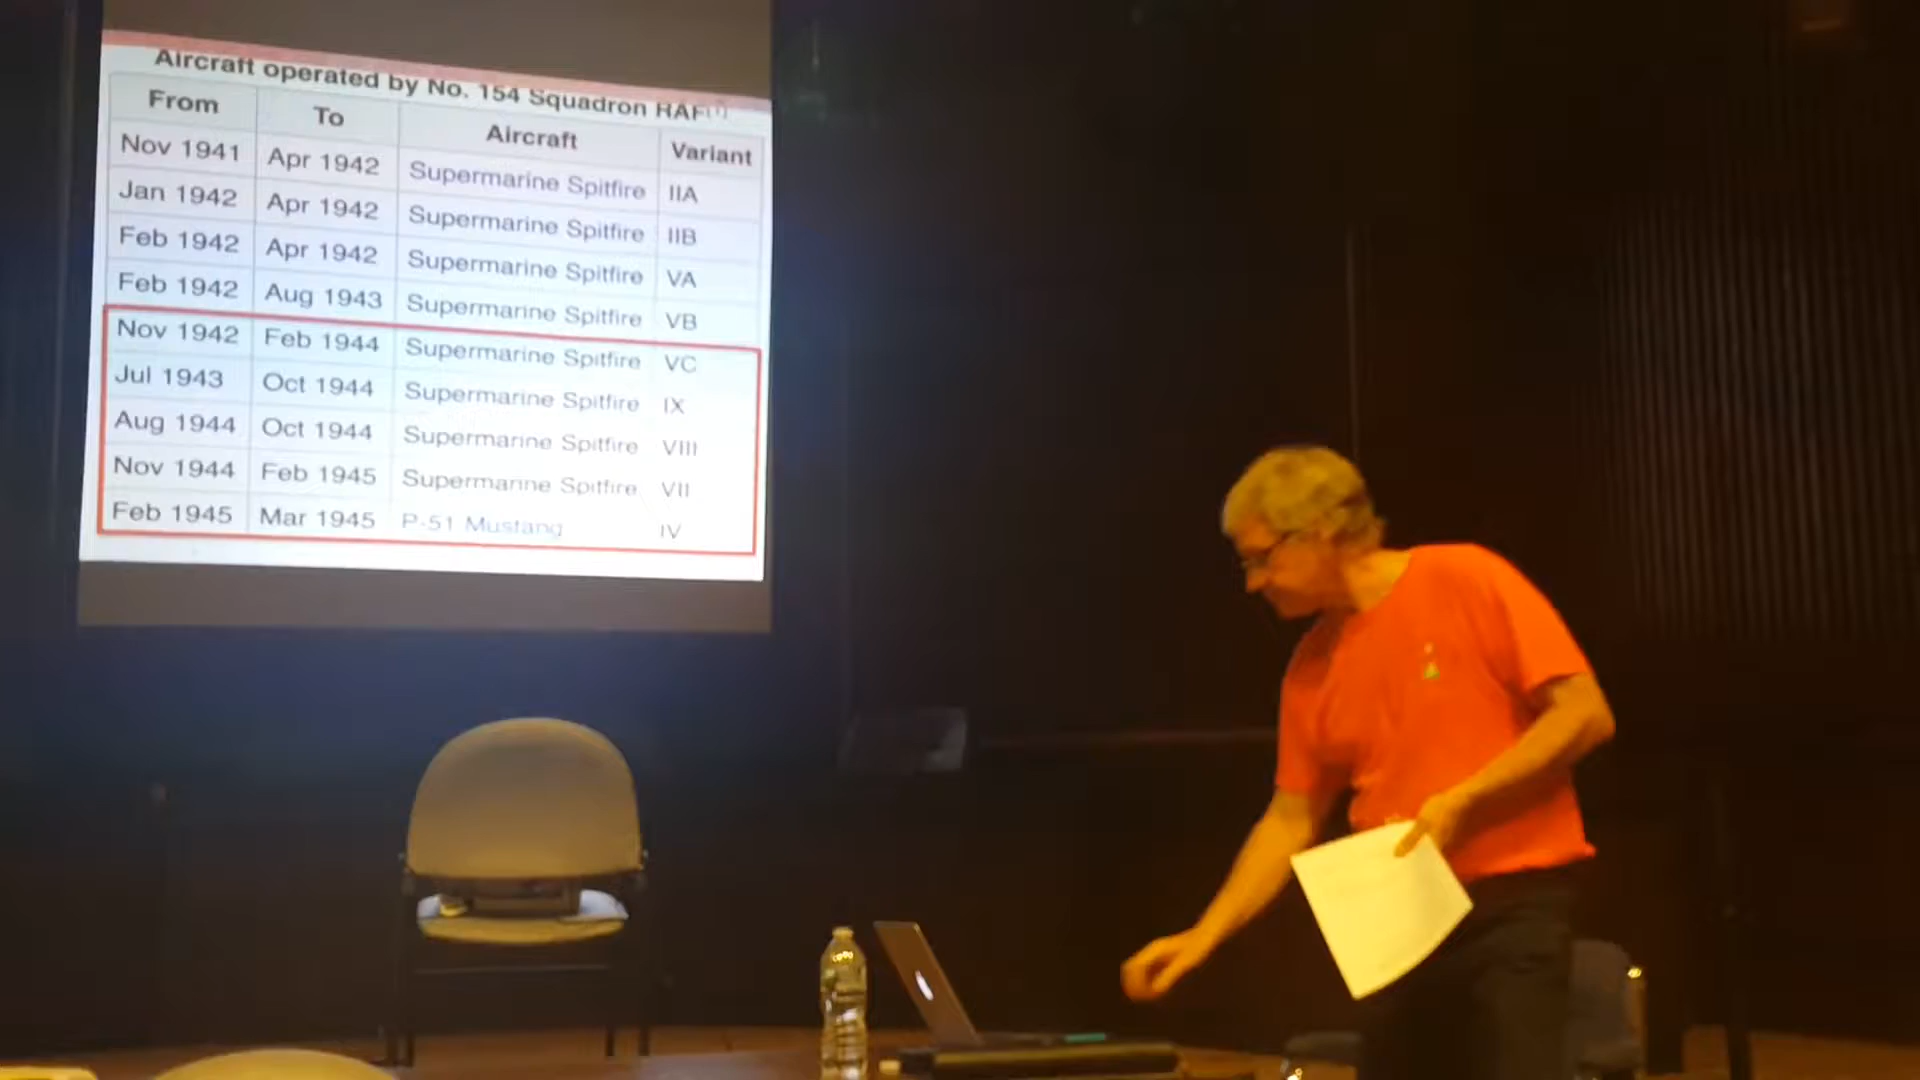 Aircraft operated by No. 154 Squadron RAF[1]
From To Aircraft Variant
Nov 1941 Apr 1942 Supermarine Spitfire IIA
Jan 1942 Apr 1942 Supermarine Spitfire IIB
Feb 1942 Apr 1942 Supermarine Spitfire VA
Feb 1942 Aug 1943 Supermarine Spitfire VB
Nov 1942 Feb 1944 Supermarine Spitfire VC
Jul 1943 Oct 1944 Supermarine Spitfire IX
Aug 1944 Oct 1944 Supermarine Spitfire VIII
Nov 1944 Feb 1945 Supermarine Spitfire VII
Feb 1945 Mar 1945 P-51 Mustang IV